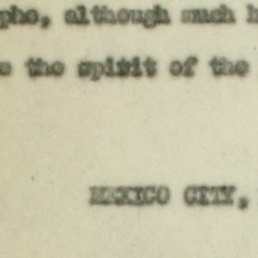 although such
the spirit of the
MEXICO CITY,